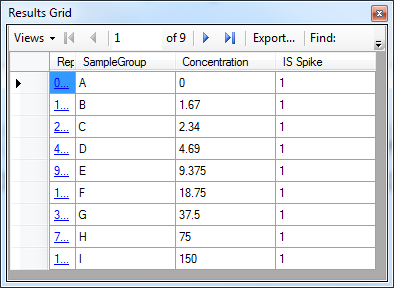 Results Grid
Views 1 of 9 Export... Find:
Rep SampleGroup Concentration IS Spike
0... A 0 1
1... B 1.67 1
2... C 2.34 1
4... D 4.69 1
9... E 9.375 1
1... F 18.75 1
3... G 37.5 1
7... H 75 1
1... I 150 1